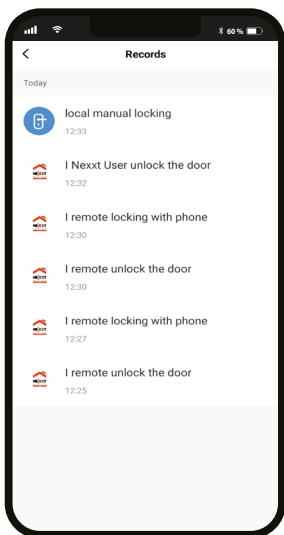 60 %
Records
Today
local manual locking
12:33
I Nexxt User unlock the door
12:32
I remote locking with phone
12:30
I remote unlock the door
12:30
I remote locking with phone
12:27
I remote unlock the door
12:25